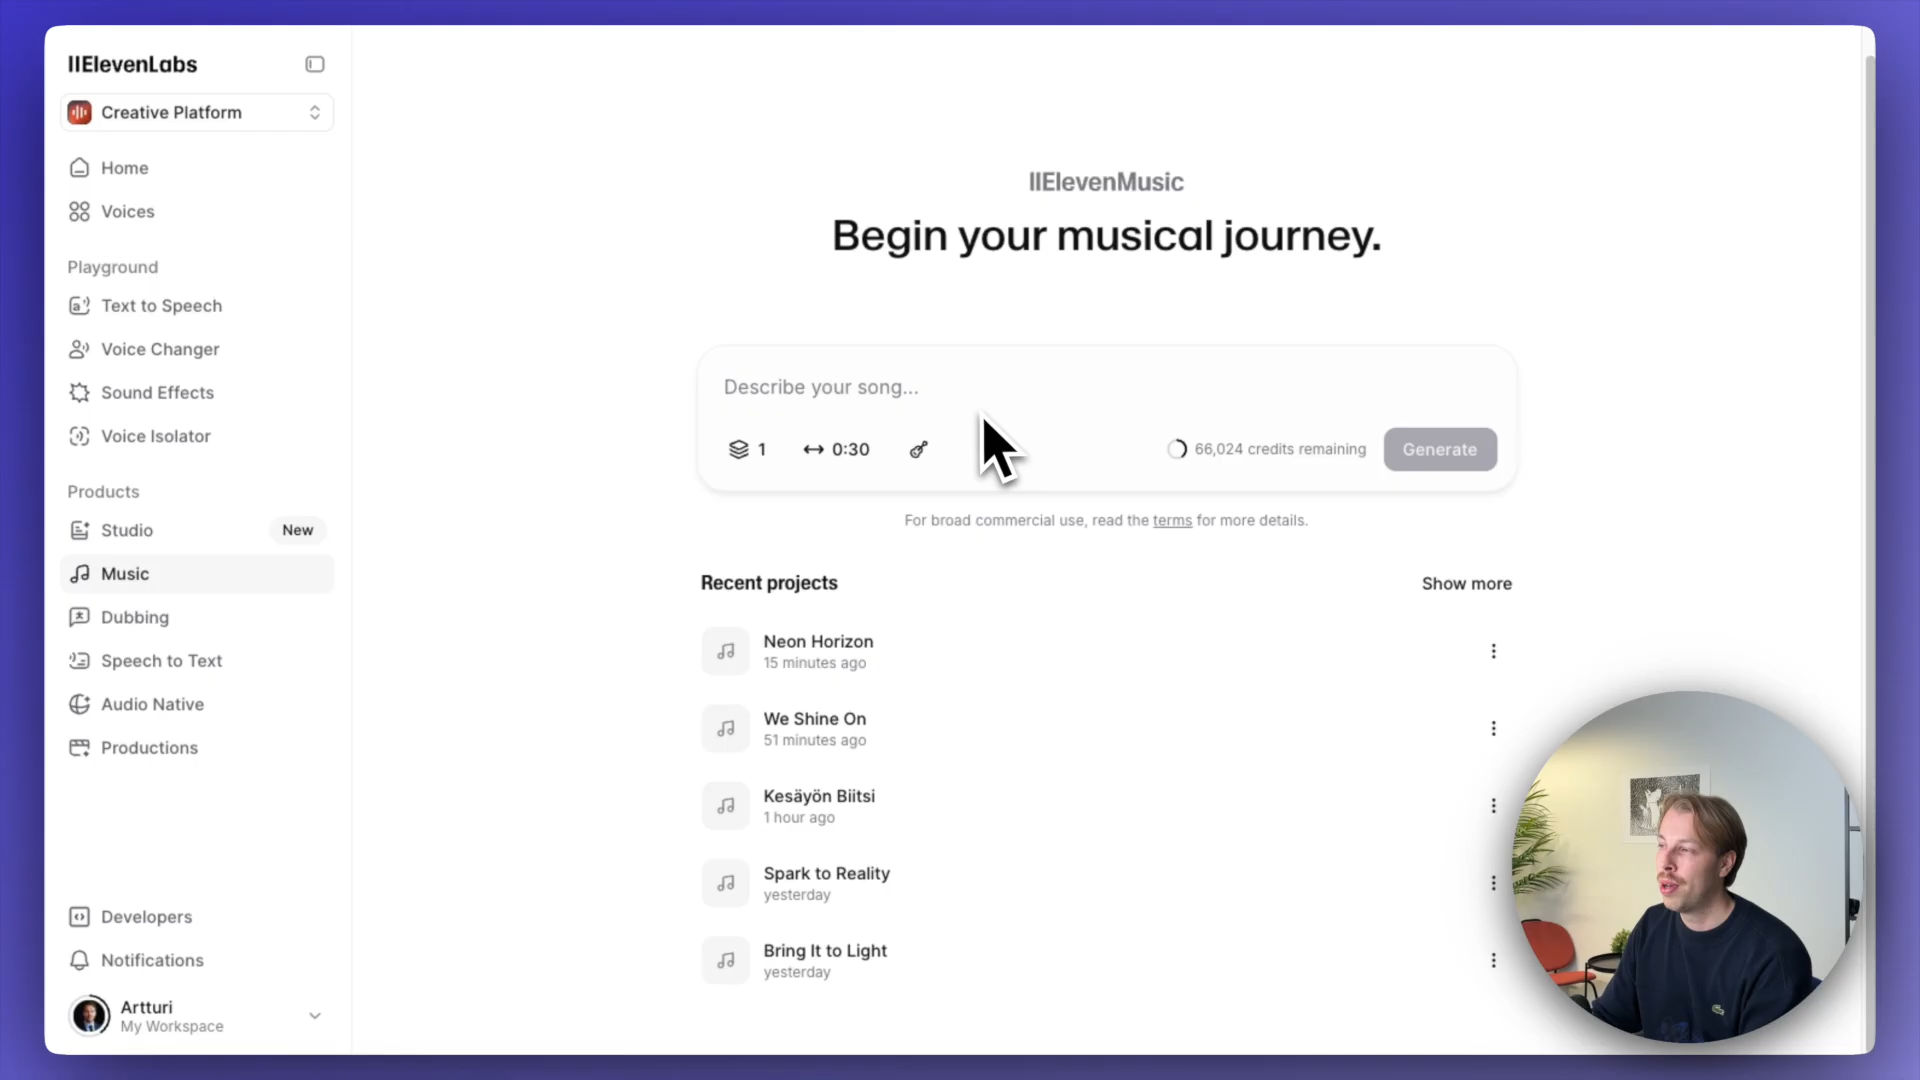 IIElevenLabs
Creative Platform
Home
Voices
Playground
Text to Speech
Voice Changer
Sound Effects
Voice Isolator
Products
Studio New
Music
Dubbing
Speech to Text
Audio Native
Productions
Developers
Notifications
Artturi
My Workspace
IIElevenMusic
Begin your musical journey.
Describe your song...
1 0:30 66,024 credits remaining Generate
For broad commercial use, read the terms for more details.
Recent projects Show more
Neon Horizon
15 minutes ago
We Shine On
51 minutes ago
Kesäyön Biitsi
1 hour ago
Spark to Reality
yesterday
Bring It to Light
yesterday